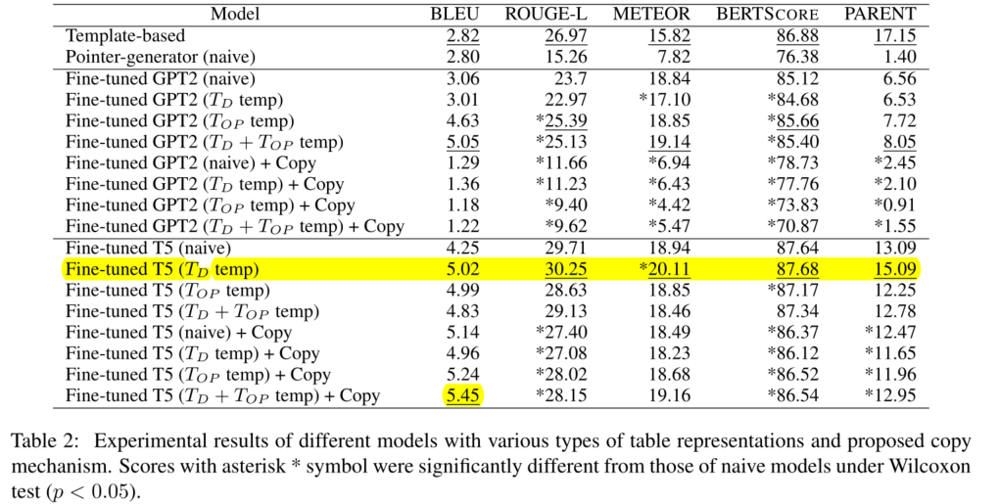 Model BLEU ROUGE-L METEOR BERTSCORE PARENT
Template-based 2.82 26.97 15.82 86.88 17.15
Pointer-generator (naive) 2.80 15.26 7.82 76.38 1.40
Fine-tuned GPT2 (naive) 3.06 23.7 18.84 85.12 6.56
Fine-tuned GPT2 (T_D temp) 3.01 22.97 *17.10 *84.68 6.53
Fine-tuned GPT2 (T_OP temp) 4.63 *25.39 18.85 *85.66 7.72
Fine-tuned GPT2 (T_D + T_OP temp) 5.05 *25.13 19.14 *85.40 8.05
Fine-tuned GPT2 (naive) + Copy 1.29 *11.66 *6.94 *78.73 *2.45
Fine-tuned GPT2 (T_D temp) + Copy 1.36 *11.23 *6.43 *77.76 *2.10
Fine-tuned GPT2 (T_OP temp) + Copy 1.18 *9.40 *4.42 *73.83 *0.91
Fine-tuned GPT2 (T_D + T_OP temp) + Copy 1.22 *9.62 *5.47 *70.87 *1.55
Fine-tuned T5 (naive) 4.25 29.71 18.94 87.64 13.09
Fine-tuned T5 (T_D temp) 5.02 30.25 *20.11 87.68 15.09
Fine-tuned T5 (T_OP temp) 4.99 28.63 18.85 *87.17 12.25
Fine-tuned T5 (T_D + T_OP temp) 4.83 29.13 18.46 87.34 12.78
Fine-tuned T5 (naive) + Copy 5.14 *27.40 18.49 *86.37 *12.47
Fine-tuned T5 (T_D temp) + Copy 4.96 *27.08 18.23 *86.12 *11.65
Fine-tuned T5 (T_OP temp) + Copy 5.24 *28.02 18.68 *86.52 *11.96
Fine-tuned T5 (T_D + T_OP temp) + Copy 5.45 *28.15 19.16 *86.54 *12.95
Table 2: Experimental results of different models with various types of table representations and proposed copy
mechanism. Scores with asterisk * symbol were significantly different from those of naive models under Wilcoxon
test (p < 0.05).